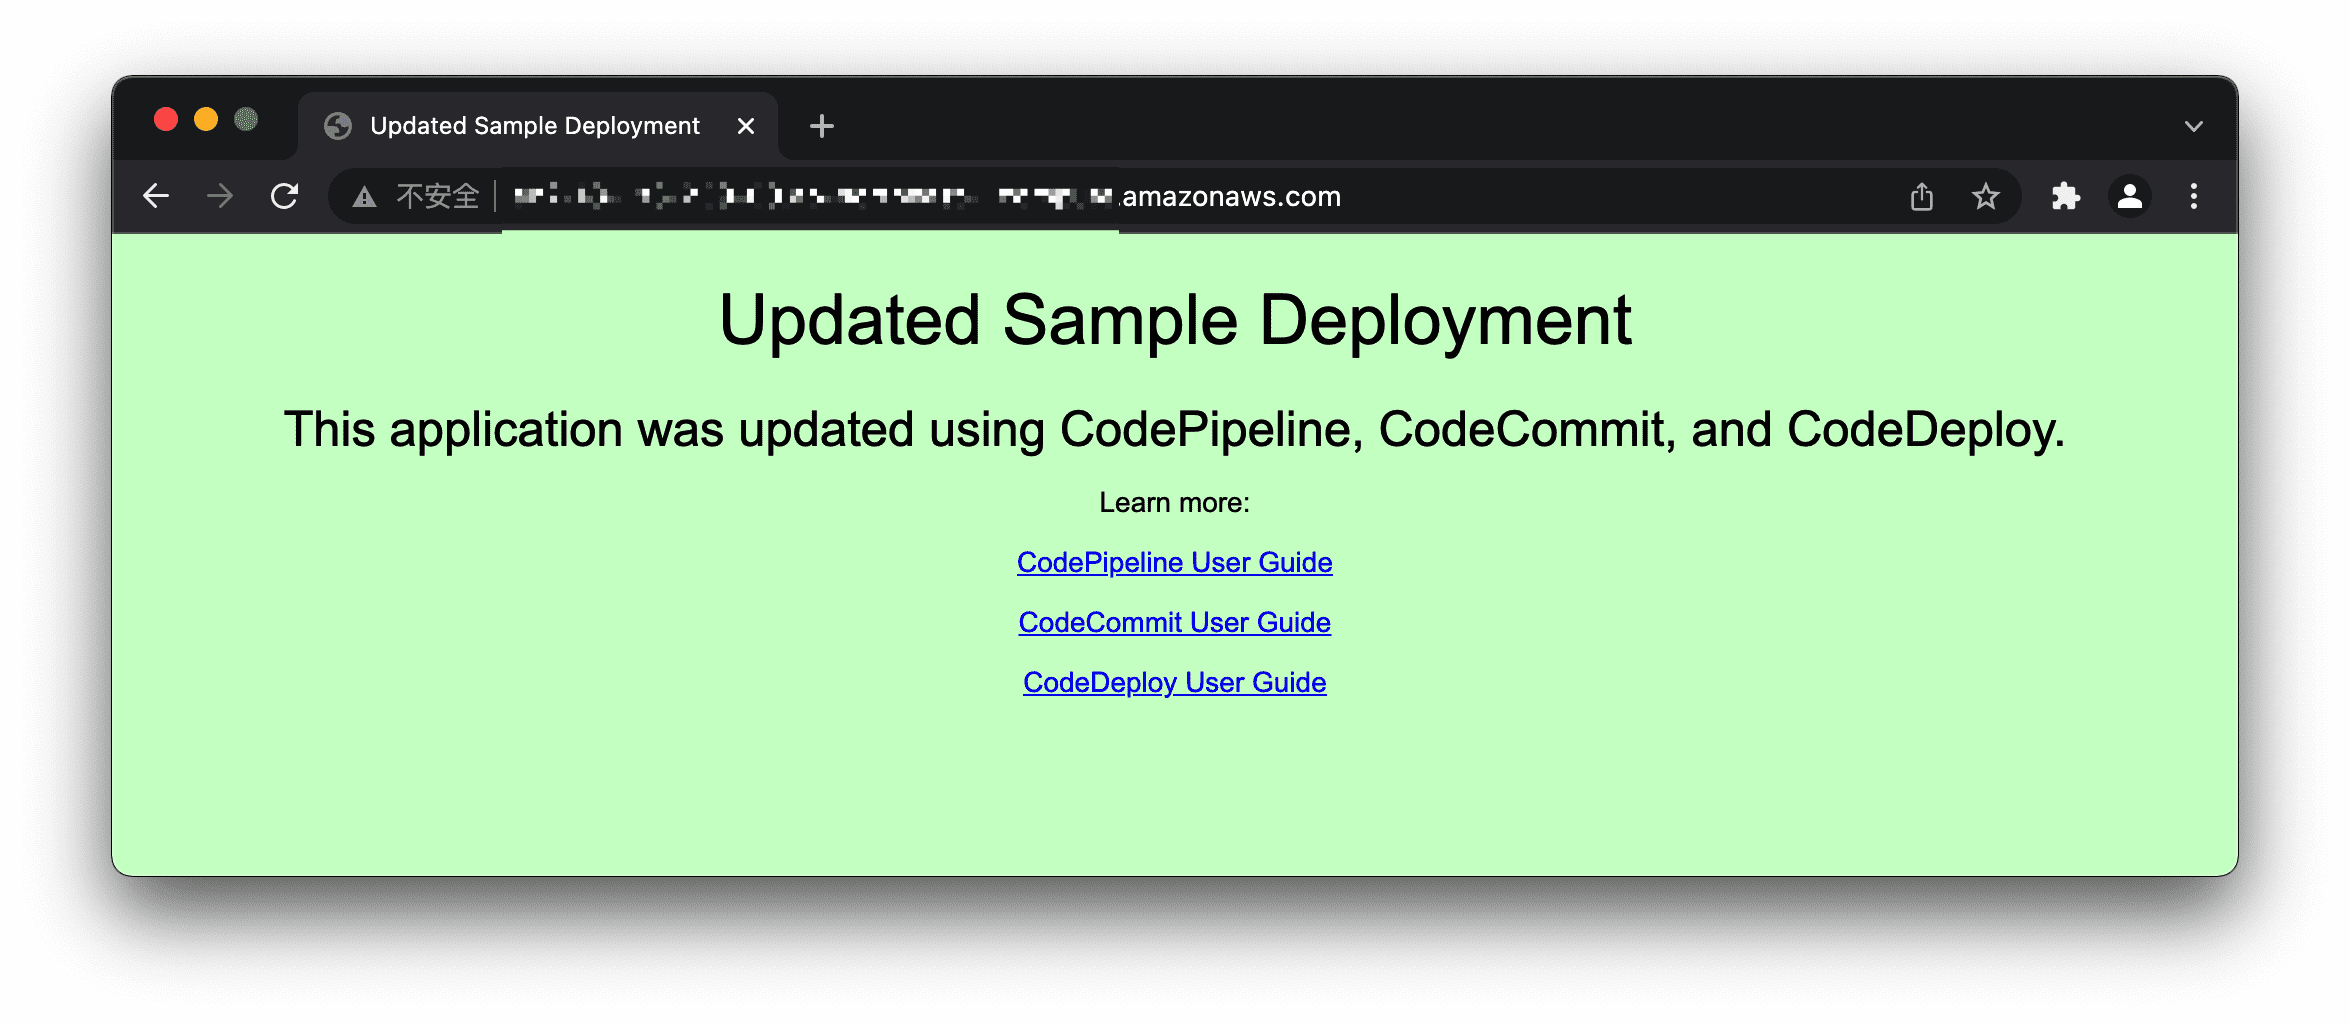 Updated Sample Deployment
不安全
.amazonaws.com
Updated Sample Deployment
This application was updated using CodePipeline, CodeCommit, and CodeDeploy.
Learn more:
CodePipeline User Guide
CodeCommit User Guide
CodeDeploy User Guide